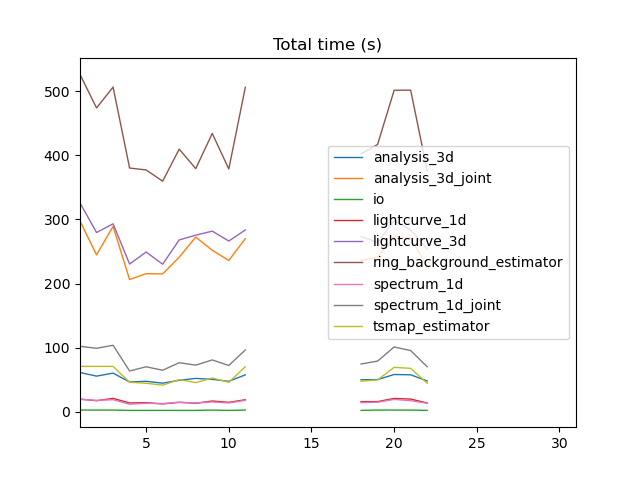 Total time (s)
500
400
300
200
100
0
analysis_3d
analysis_3d_joint
io
lightcurve_1d
lightcurve_3d
ring_background_estimator
spectrum_1d
spectrum_1d_joint
tsmap_estimator
5 10 15 20 25 30